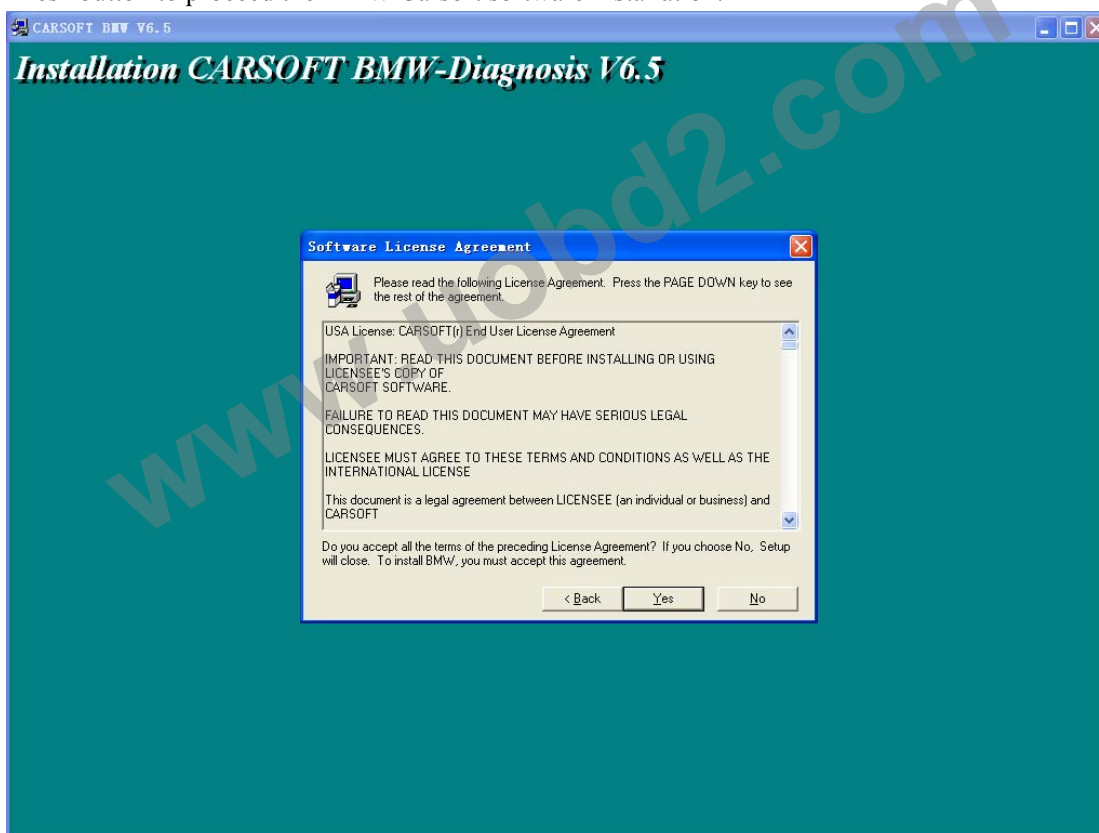 CARSOFT BMW V6.5
Installation CARSOFT BMW-Diagnosis V6.5
www.uobd2.com
Software License Agreement
Please read the following License Agreement. Press the PAGE DOWN key to see
the rest of the agreement.
USA License: CARSOFT(r) End User License Agreement
IMPORTANT: READ THIS DOCUMENT BEFORE INSTALLING OR USING
LICENSEE'S COPY OF
CARSOFT SOFTWARE.
FAILURE TO READ THIS DOCUMENT MAY HAVE SERIOUS LEGAL
CONSEQUENCES.
LICENSEE MUST AGREE TO THESE TERMS AND CONDITIONS AS WELL AS THE
INTERNATIONAL LICENSE
This document is a legal agreement between LICENSEE (an individual or business) and
CARSOFT
Do you accept all the terms of the preceding License Agreement? If you choose No, Setup
will close. To install BMW, you must accept this agreement.
< Back Yes No